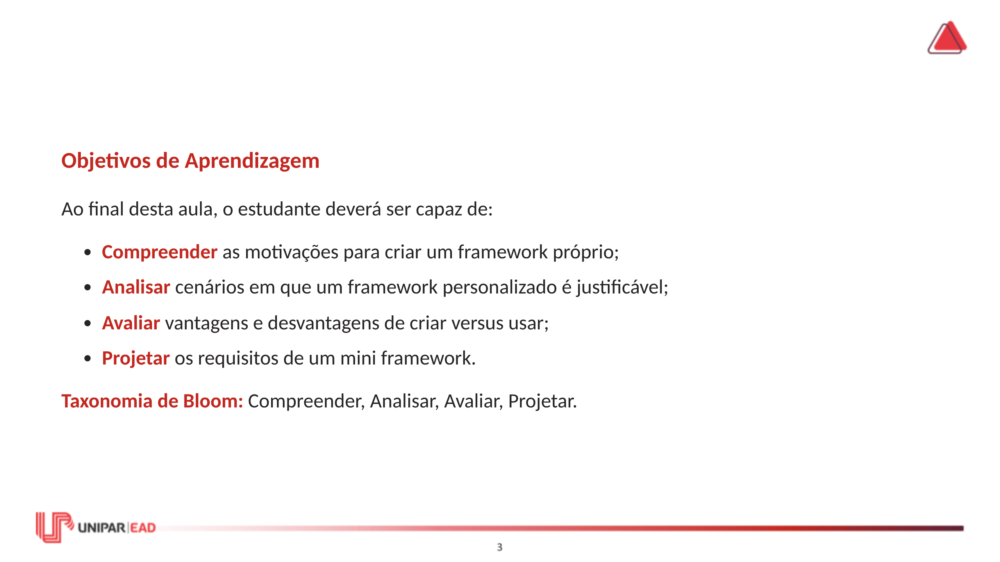 Objetivos de Aprendizagem
Ao final desta aula, o estudante deverá ser capaz de:
• Compreender as motivações para criar um framework próprio;
• Analisar cenários em que um framework personalizado é justificável;
• Avaliar vantagens e desvantagens de criar versus usar;
• Projetar os requisitos de um mini framework.
Taxonomia de Bloom: Compreender, Analisar, Avaliar, Projetar.
UNIPAR|EAD
3